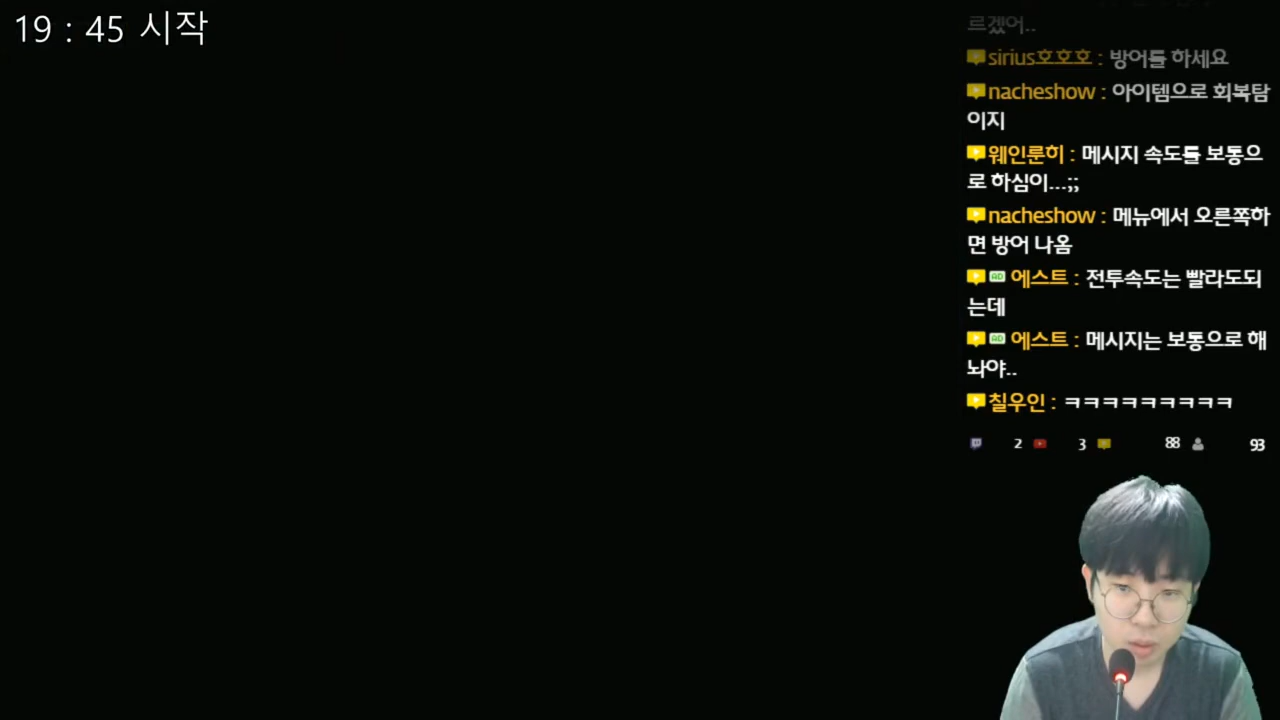 19 : 45 시작
르겠어..
sirius호호호 : 방어를 하세요
nacheshow : 아이템으로 회복탐
이지
웨인룬히 : 메시지 속도를 보통으
로 하심이...;;
nacheshow : 메뉴에서 오른쪽하
면 방어 나옴
AD 에스트 : 전투속도는 빨라도되
는데
AD 에스트 : 메시지는 보통으로 해
놔야..
칠우인 : ㅋㅋㅋㅋㅋㅋㅋㅋㅋ
2 3 88 93